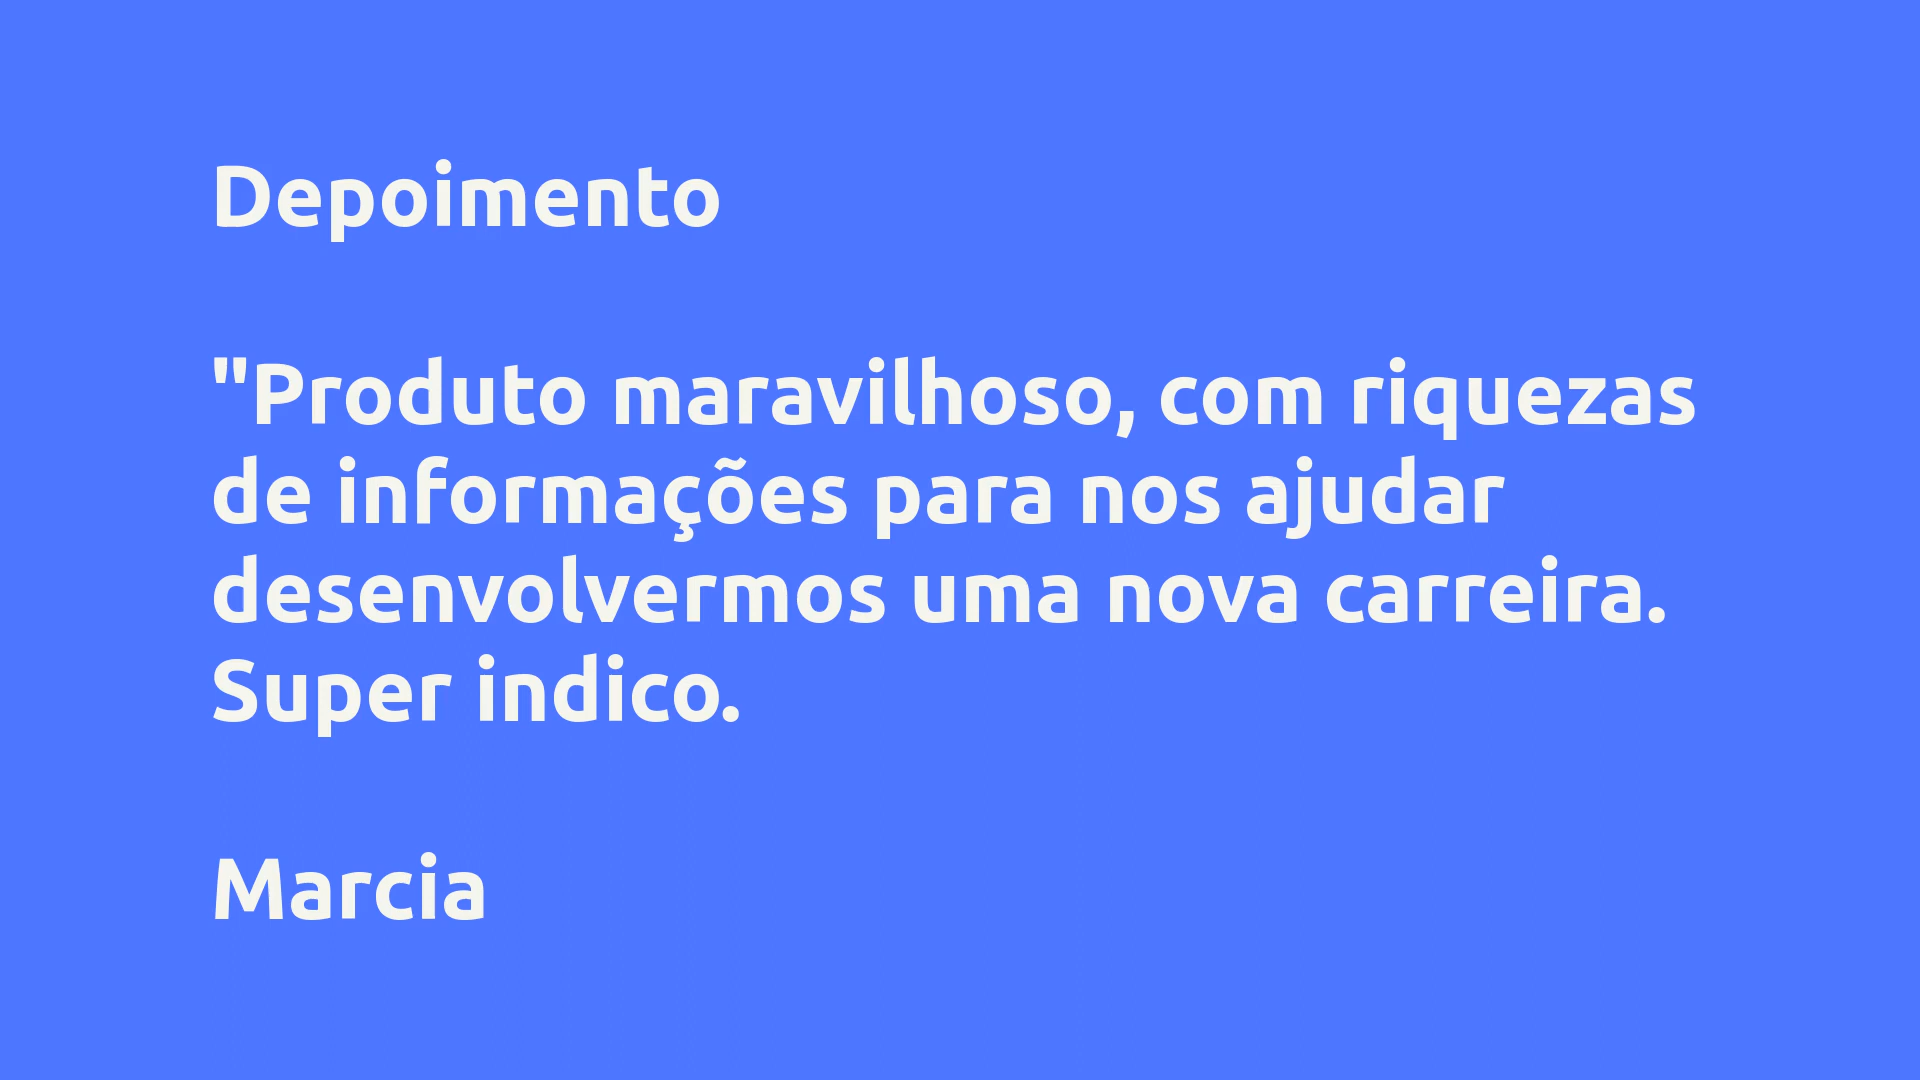 Depoimento
"Produto maravilhoso, com riquezas
de informações para nos ajudar
desenvolvermos uma nova carreira.
Super indico.
Marcia